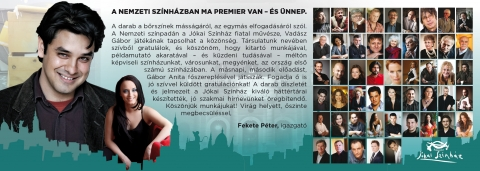 A NEMZETI SZÍNHÁZBAN MA PREMIER VAN – ÉS ÜNNEP.
A darab a bőrszínek másságáról, az egymás elfogadásáról szól.
A Nemzeti színpadán a Jókai Színház fiatal művésze, Vadász
Gábor játékának tapsolhat a közönség. Társulatunk nevében
szívből gratulálok, és köszönöm, hogy kitartó munkájával,
példamutató akaratával – és küzdeni tudásával – méltón
képviseli színházunkat, városunkat, megyénket, az ország első
számú színházában. A másnapi, második előadást,
Gábor Anita főszereplésével játsszák. Fogadja ő is
jó szívvel küldött gratulációnkat! A darab díszleteit
és jelmezeit a Jókai Színház kiváló háttértárai
készítették, jó szakmai hírnevünket öregbítendő.
Köszönjük munkájukat! Virág helyett, őszinte
megbecsüléssel,
Fekete Péter, igazgató
Jókai Színház